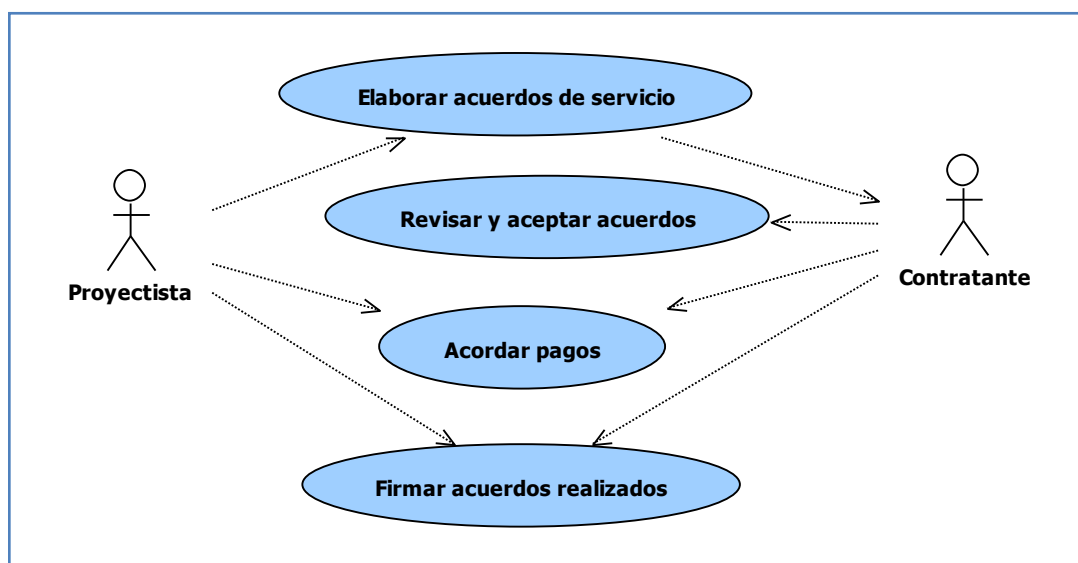 Elaborar acuerdos de servicio
Revisar y aceptar acuerdos
Proyectista
Contratante
Acordar pagos
Firmar acuerdos realizados